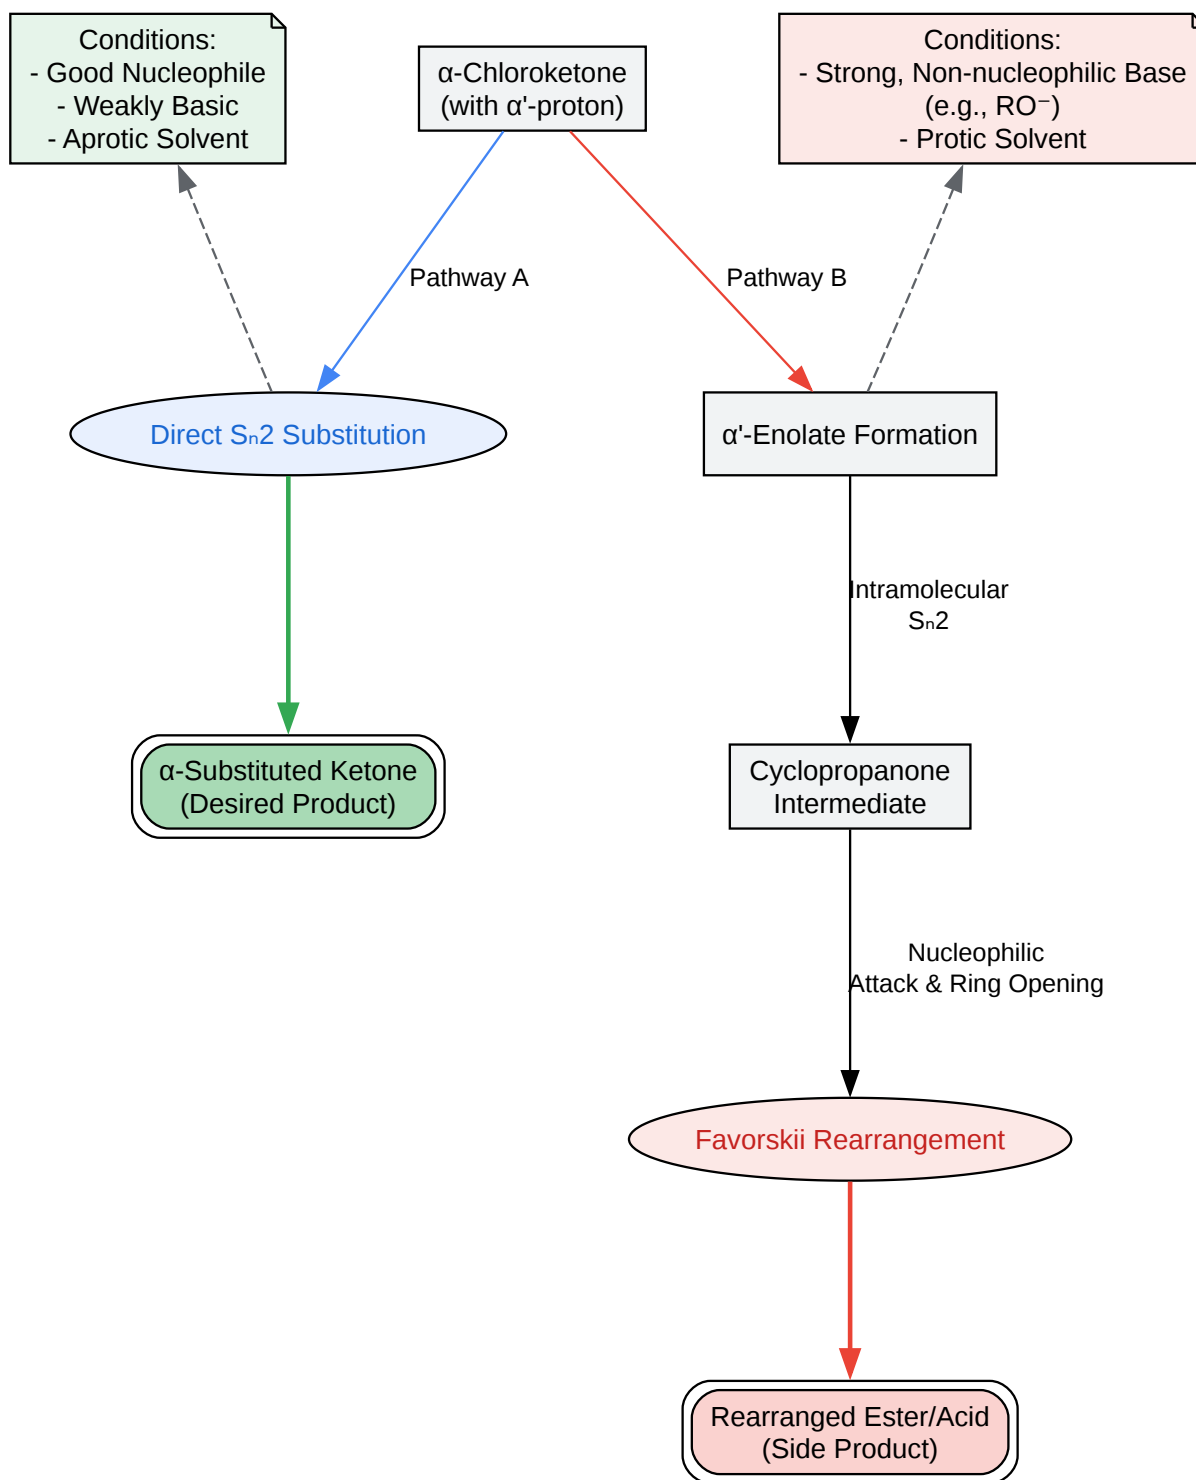 Conditions:
- Good Nucleophile
- Weakly Basic
- Aprotic Solvent
α-Chloroketone
(with α'-proton)
Conditions:
- Strong, Non-nucleophilic Base
(e.g., RO⁻)
- Protic Solvent
Pathway A
Pathway B
Direct Sₙ2 Substitution
α'-Enolate Formation
Intramolecular
Sₙ2
α-Substituted Ketone
(Desired Product)
Cyclopropanone
Intermediate
Nucleophilic
Attack & Ring Opening
Favorskii Rearrangement
Rearranged Ester/Acid
(Side Product)